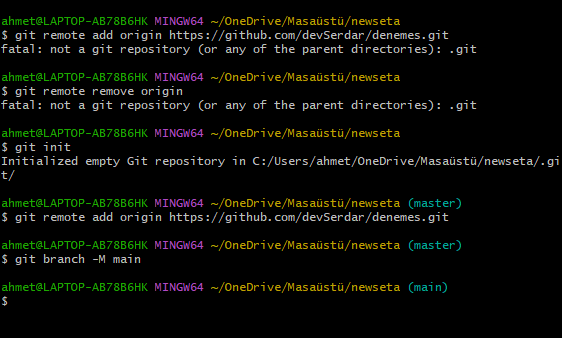 ahmet@LAPTOP-AB78B6HK MINGW64 ~/OneDrive/Masaüstü/newseta
$ git remote add origin https://github.com/devSerdar/denemes.git
fatal: not a git repository (or any of the parent directories): .git
ahmet@LAPTOP-AB78B6HK MINGW64 ~/OneDrive/Masaüstü/newseta
$ git remote remove origin
fatal: not a git repository (or any of the parent directories): .git
ahmet@LAPTOP-AB78B6HK MINGW64 ~/OneDrive/Masaüstü/newseta
$ git init
Initialized empty Git repository in C:/Users/ahmet/OneDrive/Masaüstü/newseta/.gi
t/
ahmet@LAPTOP-AB78B6HK MINGW64 ~/OneDrive/Masaüstü/newseta (master)
$ git remote add origin https://github.com/devSerdar/denemes.git
ahmet@LAPTOP-AB78B6HK MINGW64 ~/OneDrive/Masaüstü/newseta (master)
$ git branch -M main
ahmet@LAPTOP-AB78B6HK MINGW64 ~/OneDrive/Masaüstü/newseta (main)
$